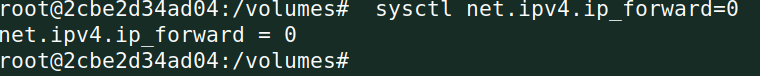 root@2cbe2d34ad04:/volumes#  sysctl net.ipv4.ip_forward=0
net.ipv4.ip_forward = 0
root@2cbe2d34ad04:/volumes#